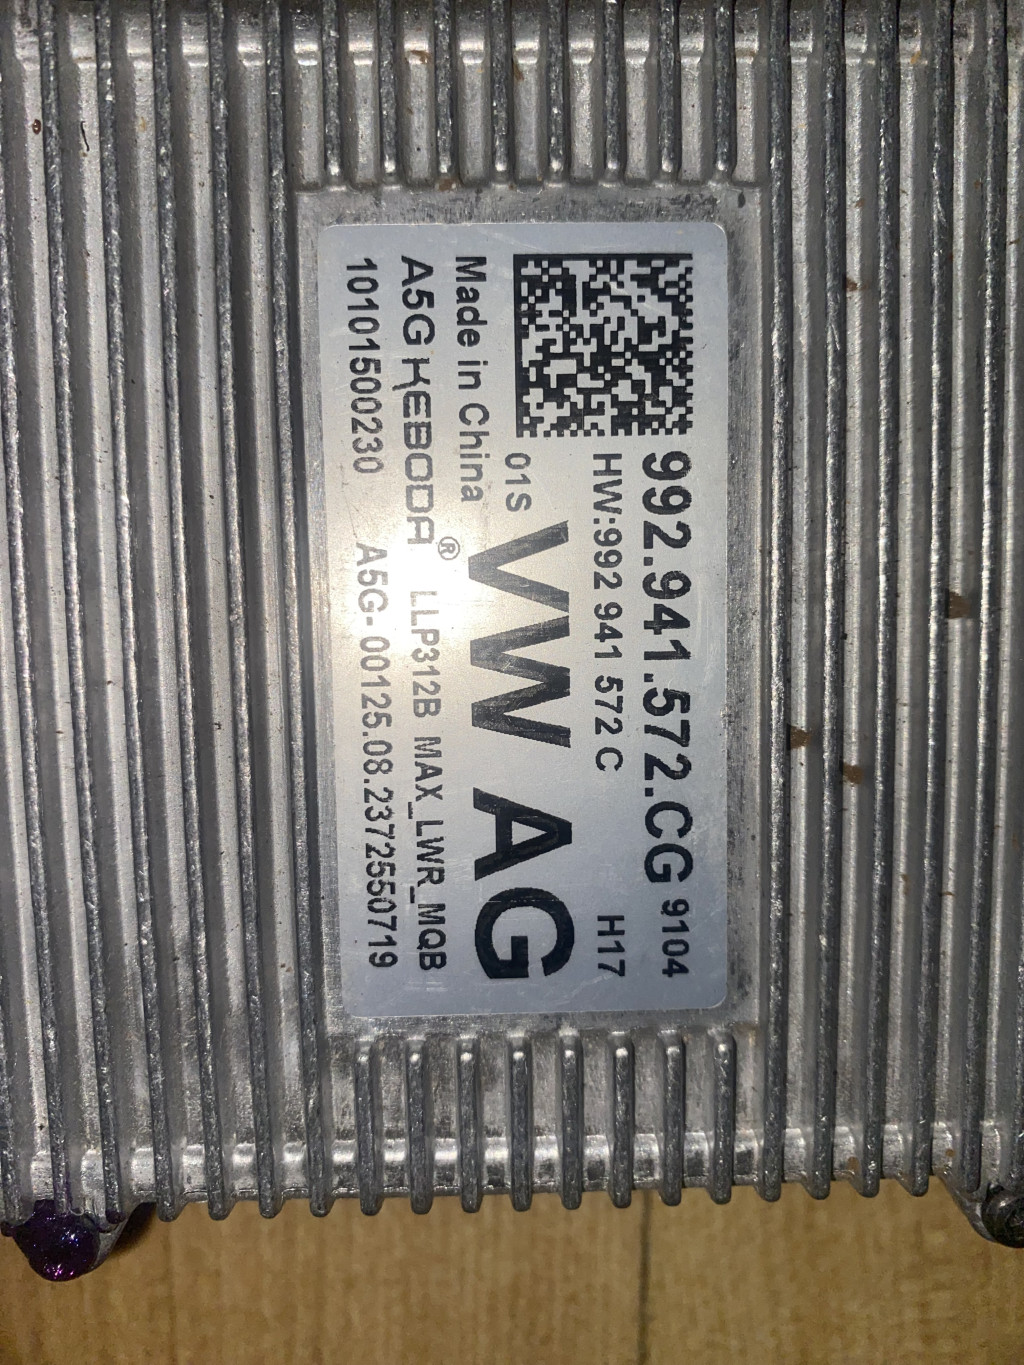 992.941.572.CG 9104
HW:992 941 572 C H17
01S VW AG
Made in China
A5G KEBODA® LLP312B MAX_LWR_MQB
10101500230 A5G-00125.08.2372550719